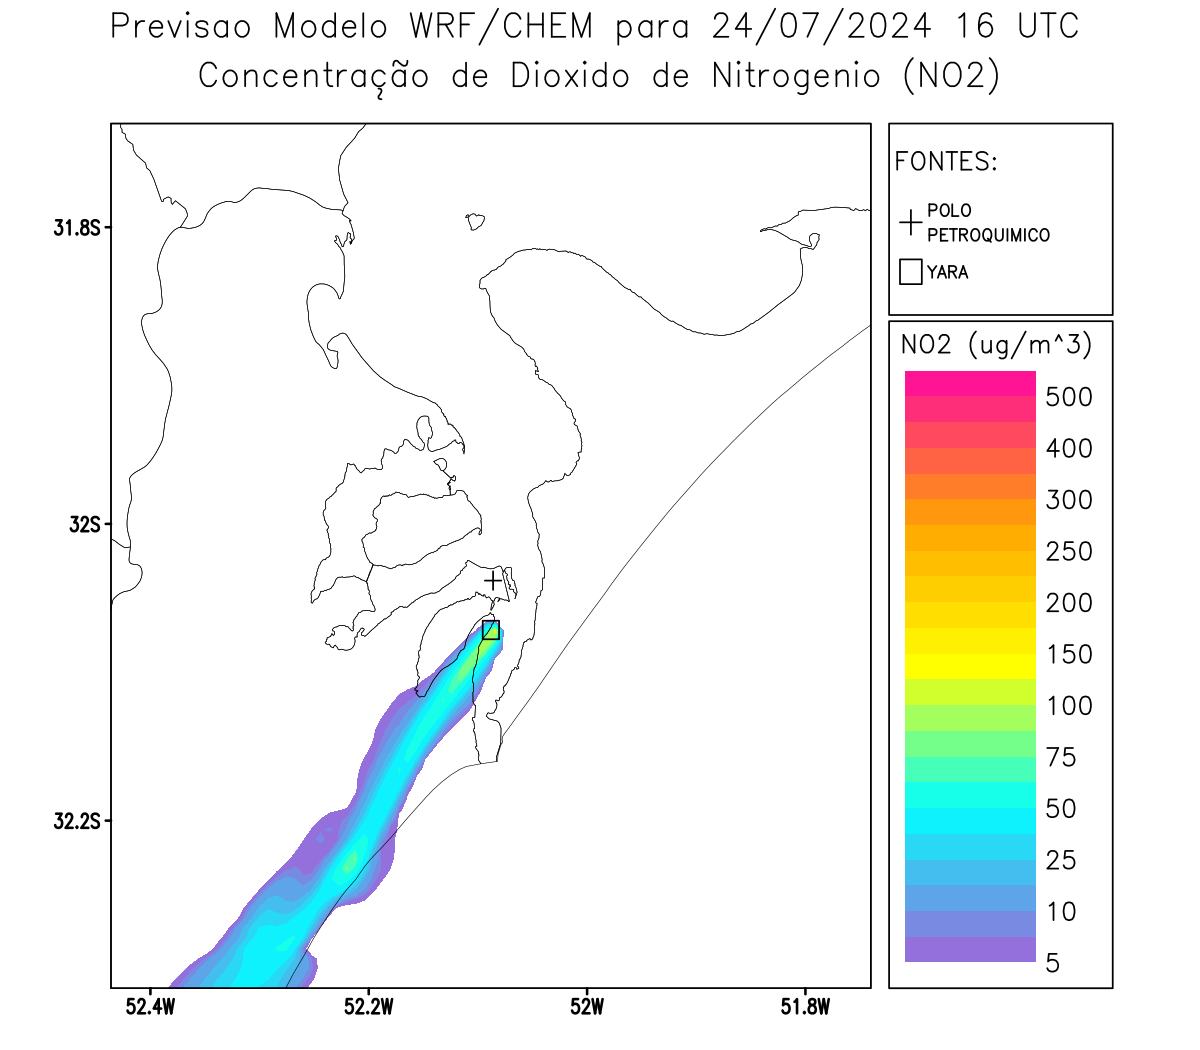 Previsao Modelo WRF/CHEM para 24/07/2024 16 UTC
Concentração de Dioxido de Nitrogenio (NO2)
FONTES:
POLO
PETROQUIMICO
YARA
NO2 (ug/m^3)
500
400
300
250
200
150
100
75
50
25
10
5
31.8S
32S
32.2S
52.4W
52.2W
52W
51.8W